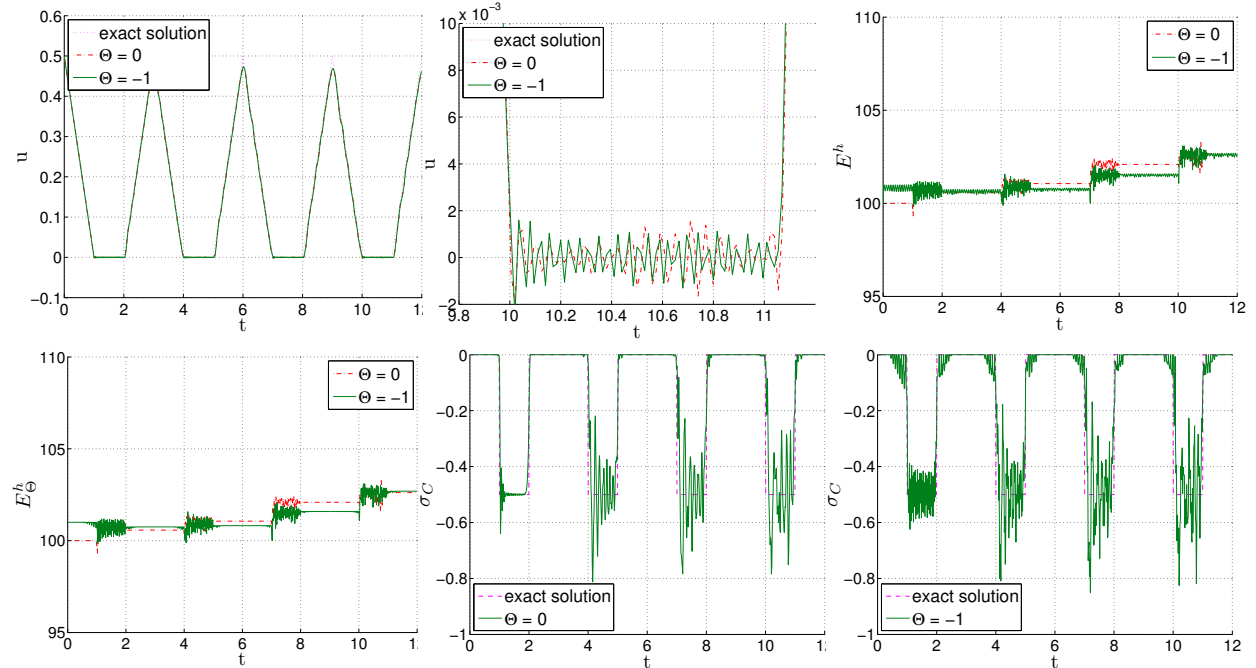 exact solution
Θ = 0
Θ = −1
0.6
0.5
0.4
0.3
0.2
0.1
0
−0.1
u
0 2 4 6 8 10 12
t
x 10⁻³
exact solution
Θ = 0
Θ = −1
10
8
6
4
2
0
−2
u
9.8 10 10.2 10.4 10.6 10.8 11
t
Θ = 0
Θ = −1
110
105
100
95
Eʰ
0 2 4 6 8 10 12
t
Θ = 0
Θ = −1
110
105
100
95
E_Θ^h
0 2 4 6 8 10 12
t
0
−0.2
−0.4
−0.6
−0.8
−1
σ_C
exact solution
Θ = 0
0 2 4 6 8 10 12
t
0
−0.2
−0.4
−0.6
−0.8
−1
σ_C
exact solution
Θ = −1
0 2 4 6 8 10 12
t